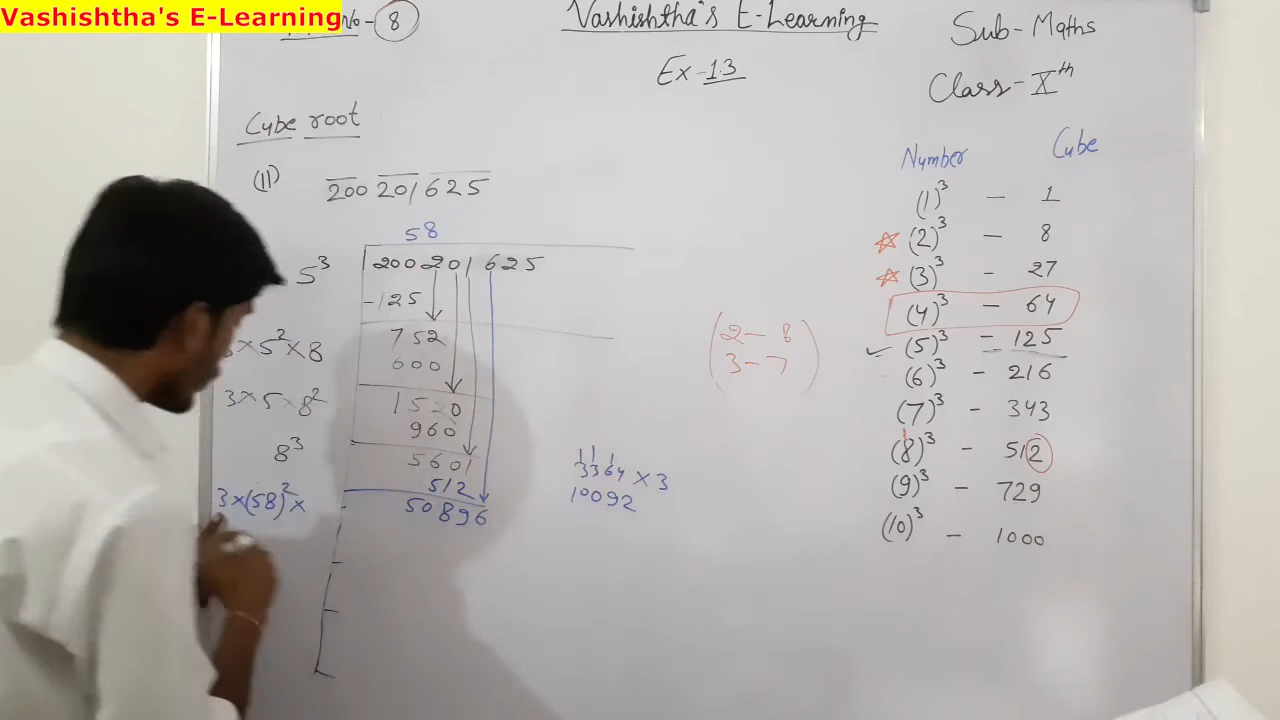 Vashishtha's E-Learning
No - 8
Vashishtha's E-Learning
Sub - Maths
Ex - 13
Class - Xth
Cube root
(11) 200 201 625
58
5³ 200 201 625
-125
752
3×5²×8 600
1520
3×5×8² 960
5601
8³ 512
3×(58)²× 50896
3364 × 3
10092
2 - 8
3 - 7
Number Cube
(1)³ - 1
(2)³ - 8
(3)³ - 27
(4)³ - 64
(5)³ - 125
(6)³ - 216
(7)³ - 343
(8)³ - 512
(9)³ - 729
(10)³ - 1000